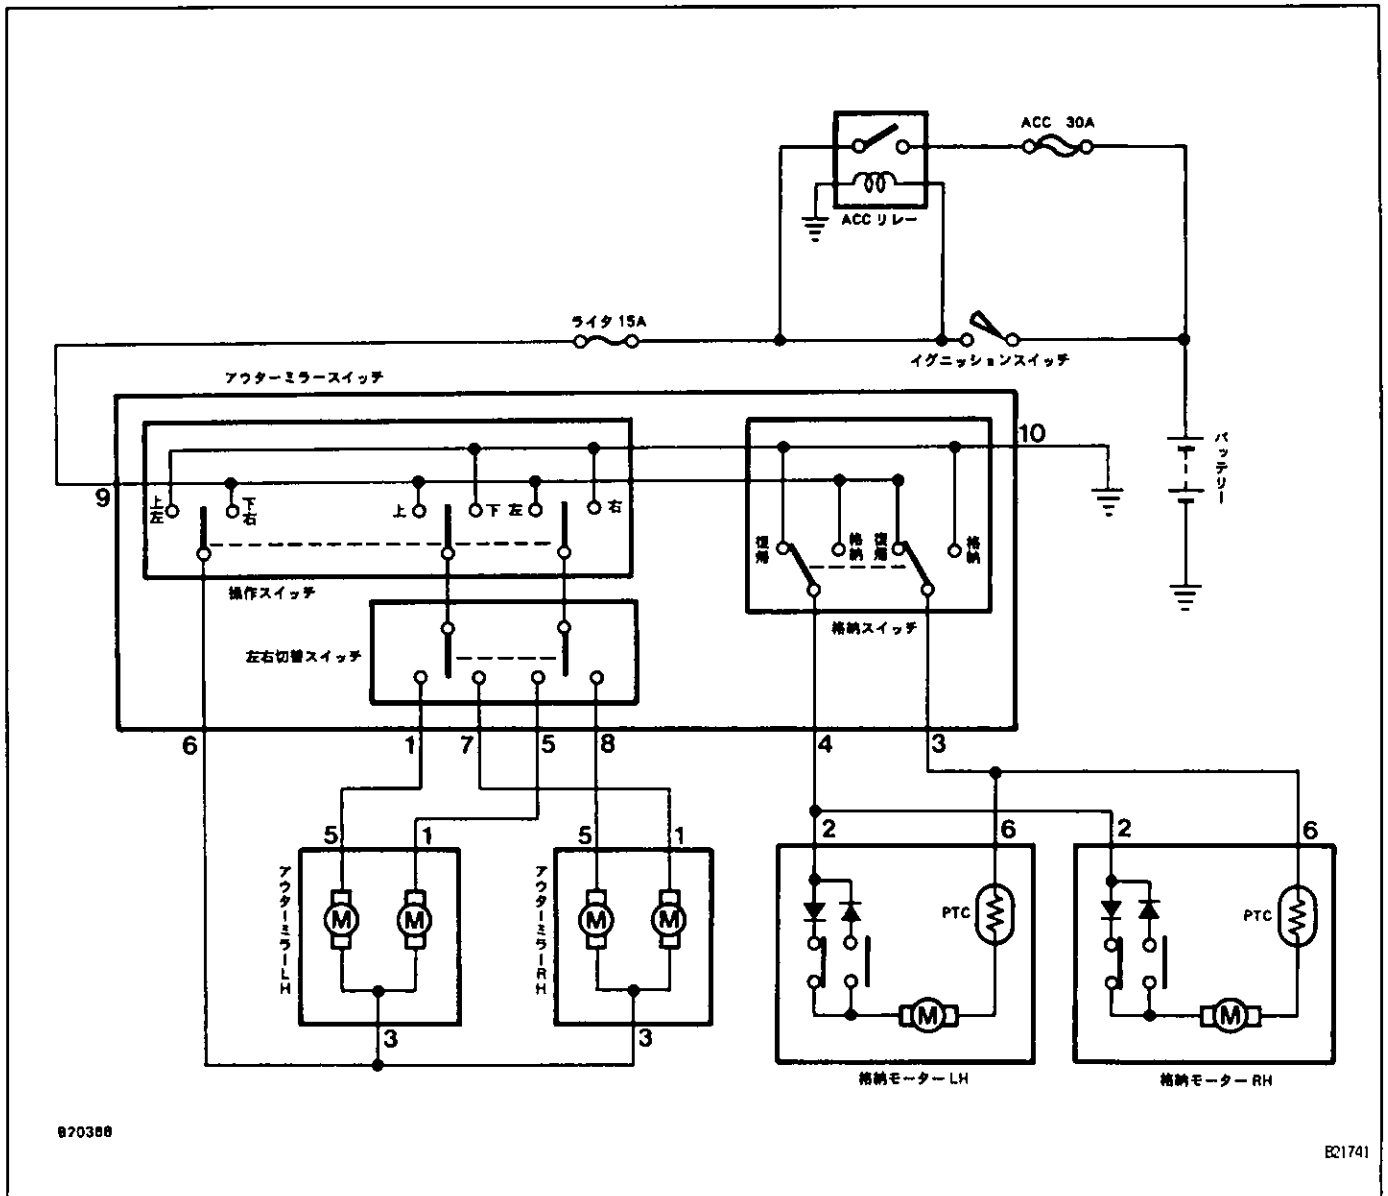 ACC 30A
ACC リレー
ライタ 15A
イグニッションスイッチ
アウターミラースイッチ
10
バッテリー
9
上
左
下
右
上
下
左
右
復帰
格納
復帰
格納
操作スイッチ
格納スイッチ
左右切替スイッチ
6
1
7
5
8
4
3
5
1
5
1
2
6
2
6
アウターミラーLH
M
M
アウターミラーRH
M
M
PTC
PTC
M
M
3
3
格納モーター LH
格納モーター RH
B20388
B21741